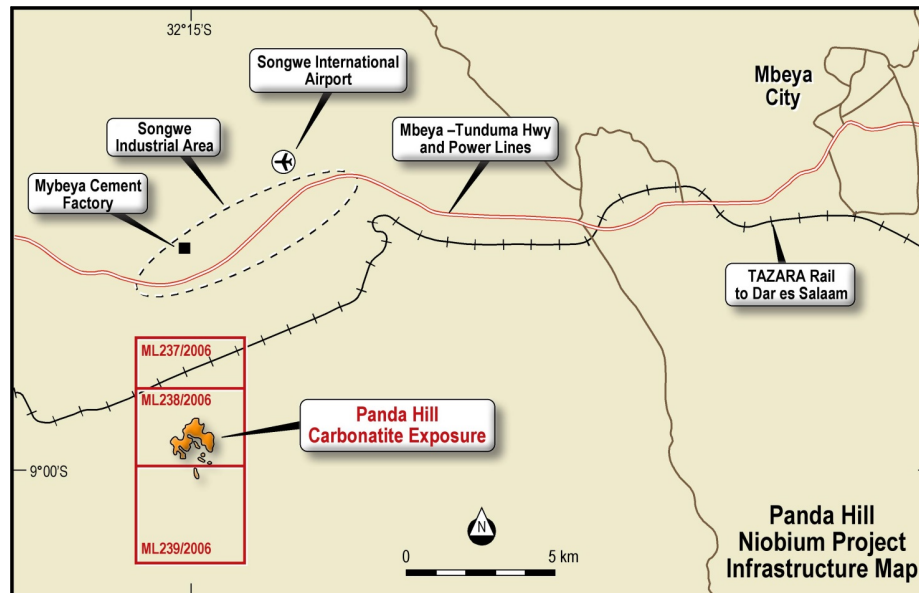 32°15'S
Songwe International
Airport
Mbeya
City
Songwe
Industrial Area
Mbeya –Tunduma Hwy
and Power Lines
Mybeya Cement
Factory
TAZARA Rail
to Dar es Salaam
ML237/2006
ML238/2006
Panda Hill
Carbonatite Exposure
9°00'S
N
ML239/2006
0
5 km
Panda Hill
Niobium Project
Infrastructure Map